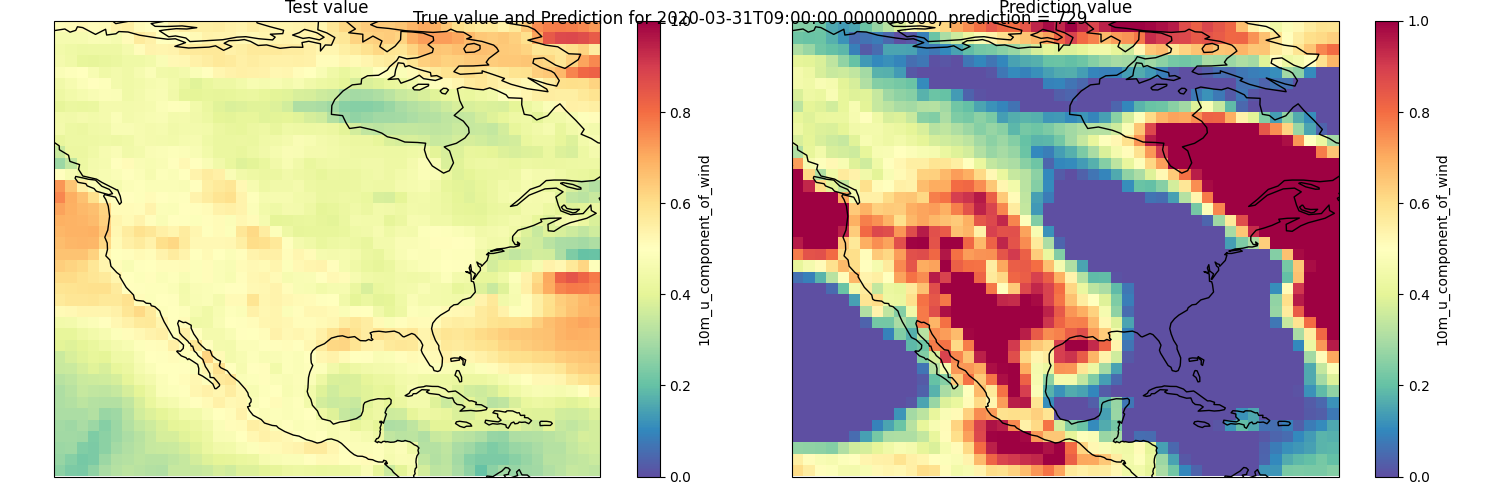 Test value
Prediction value
True value and Prediction for 2020-03-31T09:00:00.000000000, prediction = 729
1.0
0.8
0.6
0.4
0.2
0.0
10m_u_component_of_wind
1.0
0.8
0.6
0.4
0.2
0.0
10m_u_component_of_wind